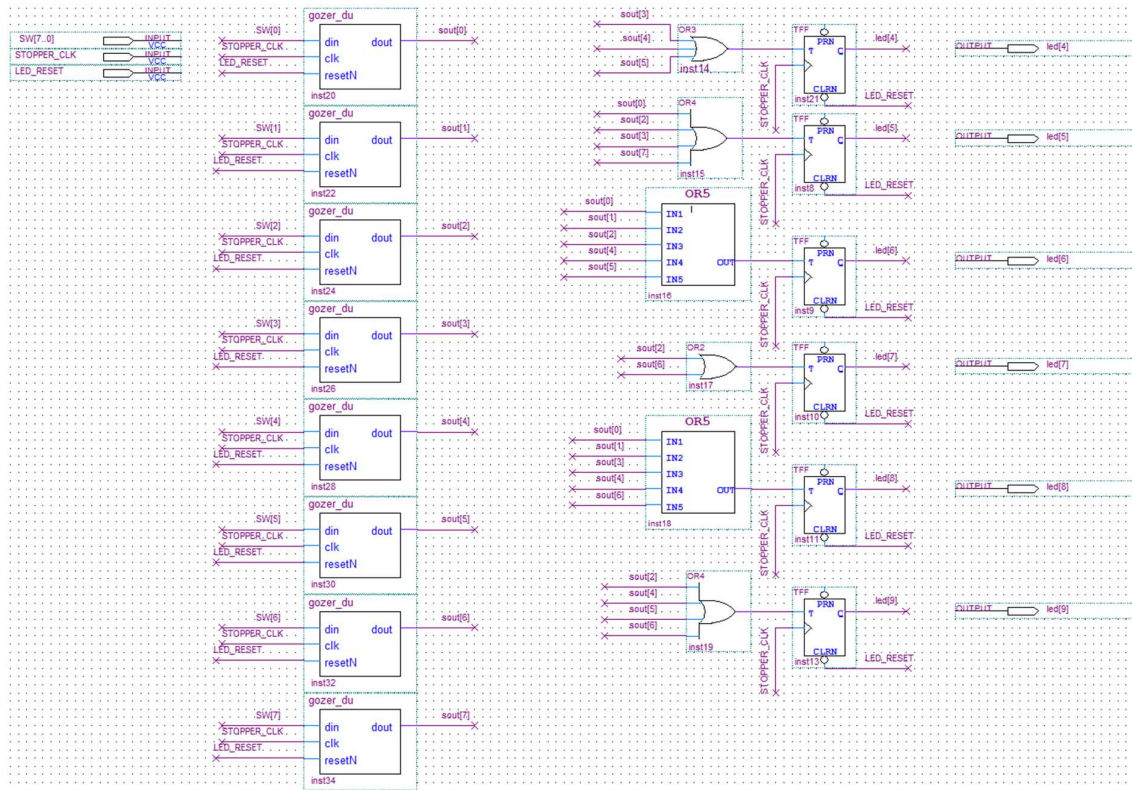 SW[7..0] INPUT VCC
STOPPER_CLK INPUT VCC
LED_RESET INPUT VCC
gozer_du
SW[0] din dout sout[0]
STOPPER_CLK clk
LED_RESET resetN
inst20
gozer_du
SW[1] din dout sout[1]
STOPPER_CLK clk
LED_RESET resetN
inst22
gozer_du
SW[2] din dout sout[2]
STOPPER_CLK clk
LED_RESET resetN
inst24
gozer_du
SW[3] din dout sout[3]
STOPPER_CLK clk
LED_RESET resetN
inst26
gozer_du
SW[4] din dout sout[4]
STOPPER_CLK clk
LED_RESET resetN
inst28
gozer_du
SW[5] din dout sout[5]
STOPPER_CLK clk
LED_RESET resetN
inst30
gozer_du
SW[6] din dout sout[6]
STOPPER_CLK clk
LED_RESET resetN
inst32
gozer_du
SW[7] din dout sout[7]
STOPPER_CLK clk
LED_RESET resetN
inst34
sout[3]
sout[4]
sout[5]
OR3
inst14
TFF
PRN
T Q
CLRN
inst21
STOPPER_CLK
led[4]
LED_RESET
OUTPUT led[4]
sout[0]
sout[2]
sout[3]
sout[7]
OR4
inst15
TFF
PRN
T Q
CLRN
inst8
STOPPER_CLK
led[5]
LED_RESET
OUTPUT led[5]
OR5
sout[0] IN1
sout[1] IN2
sout[2] IN3
sout[4] IN4 OUT
sout[5] IN5
inst16
TFF
PRN
T Q
CLRN
inst9
STOPPER_CLK
led[6]
LED_RESET
OUTPUT led[6]
sout[2]
sout[6]
OR2
inst17
TFF
PRN
T Q
CLRN
inst10
STOPPER_CLK
led[7]
LED_RESET
OUTPUT led[7]
OR5
sout[0] IN1
sout[1] IN2
sout[3] IN3
sout[4] IN4 OUT
sout[6] IN5
inst18
TFF
PRN
T Q
CLRN
inst11
STOPPER_CLK
led[8]
LED_RESET
OUTPUT led[8]
sout[2]
sout[4]
sout[5]
sout[6]
OR4
inst19
TFF
PRN
T Q
CLRN
inst13
STOPPER_CLK
led[9]
LED_RESET
OUTPUT led[9]